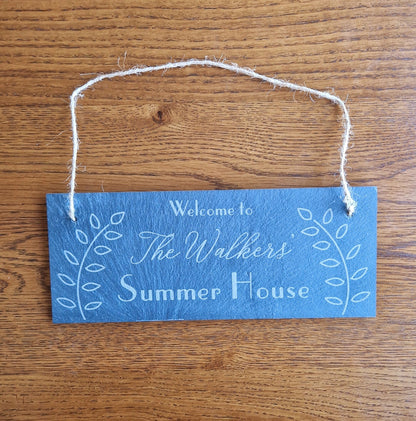 Welcome to
The Walkers'
Summer House